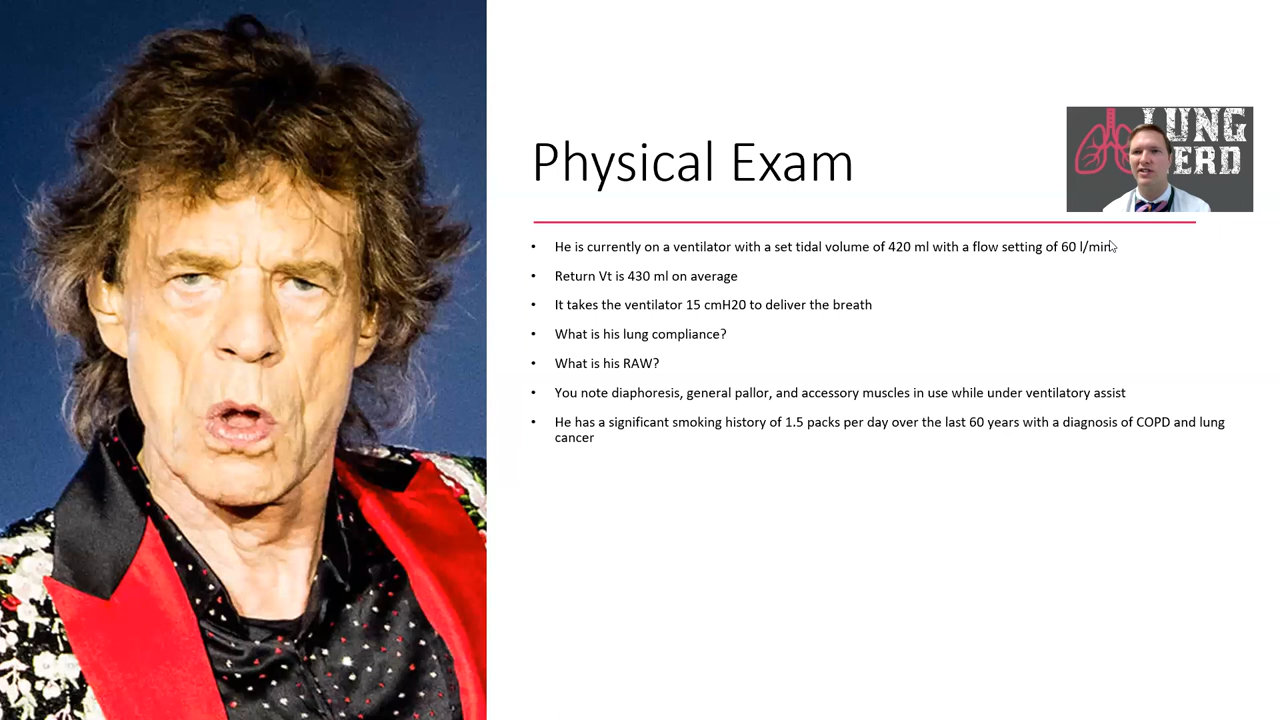 LUNG
ERD
Physical Exam
• He is currently on a ventilator with a set tidal volume of 420 ml with a flow setting of 60 l/min
• Return Vt is 430 ml on average
• It takes the ventilator 15 cmH20 to deliver the breath
• What is his lung compliance?
• What is his RAW?
• You note diaphoresis, general pallor, and accessory muscles in use while under ventilatory assist
• He has a significant smoking history of 1.5 packs per day over the last 60 years with a diagnosis of COPD and lung
cancer